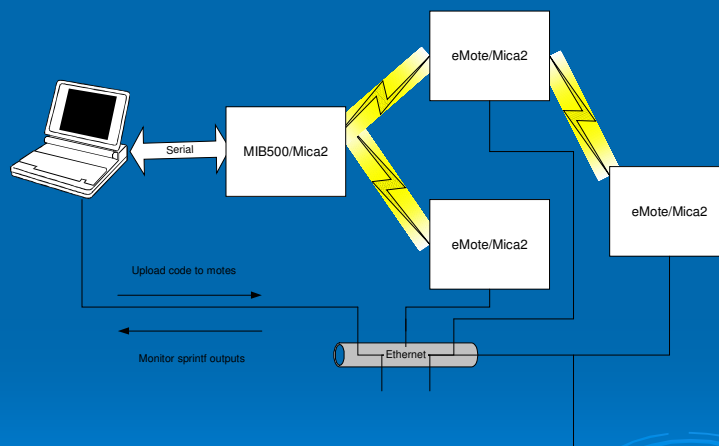 eMote/Mica2
Serial
MIB500/Mica2
eMote/Mica2
eMote/Mica2
Upload code to motes
Monitor sprintf outputs
Ethernet